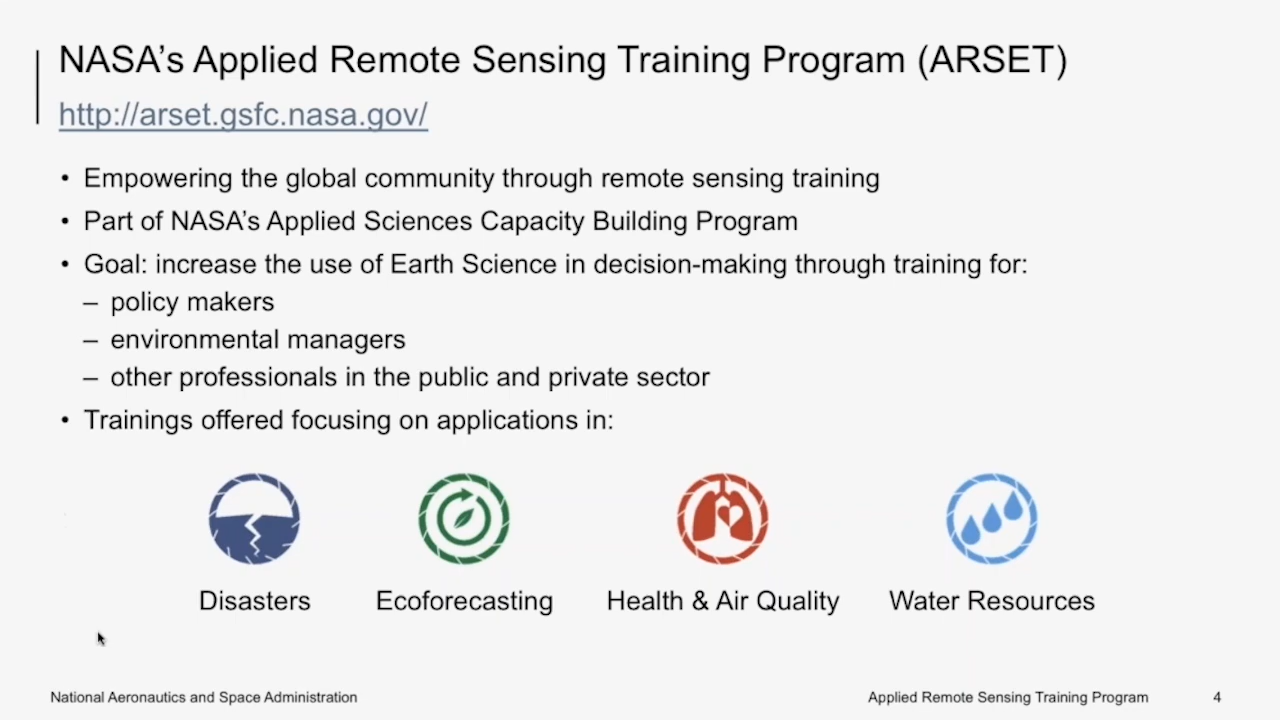 NASA’s Applied Remote Sensing Training Program (ARSET)
http://arset.gsfc.nasa.gov/
• Empowering the global community through remote sensing training
• Part of NASA’s Applied Sciences Capacity Building Program
• Goal: increase the use of Earth Science in decision-making through training for:
– policy makers
– environmental managers
– other professionals in the public and private sector
• Trainings offered focusing on applications in:
Disasters Ecoforecasting Health & Air Quality Water Resources
National Aeronautics and Space Administration Applied Remote Sensing Training Program 4